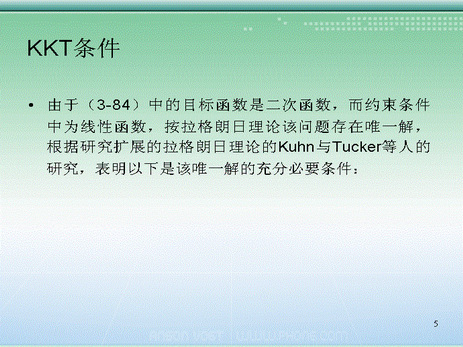 KKT条件
• 由于（3-84）中的目标函数是二次函数，而约束条件
中为线性函数，按拉格朗日理论该问题存在唯一解，
根据研究扩展的拉格朗日理论的Kuhn与Tucker等人的
研究，表明以下是该唯一解的充分必要条件：
5